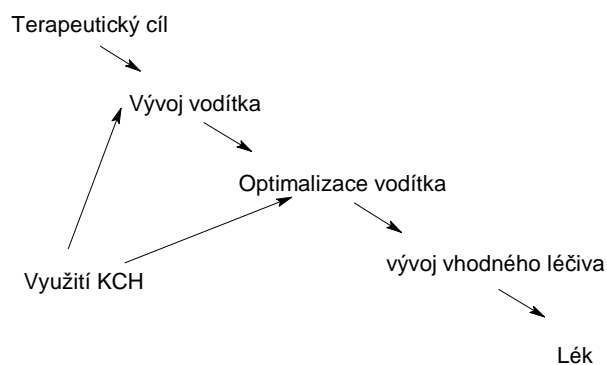 Terapeutický cíl
Vývoj vodítka
Optimalizace vodítka
Využití KCH
vývoj vhodného léčiva
Lék